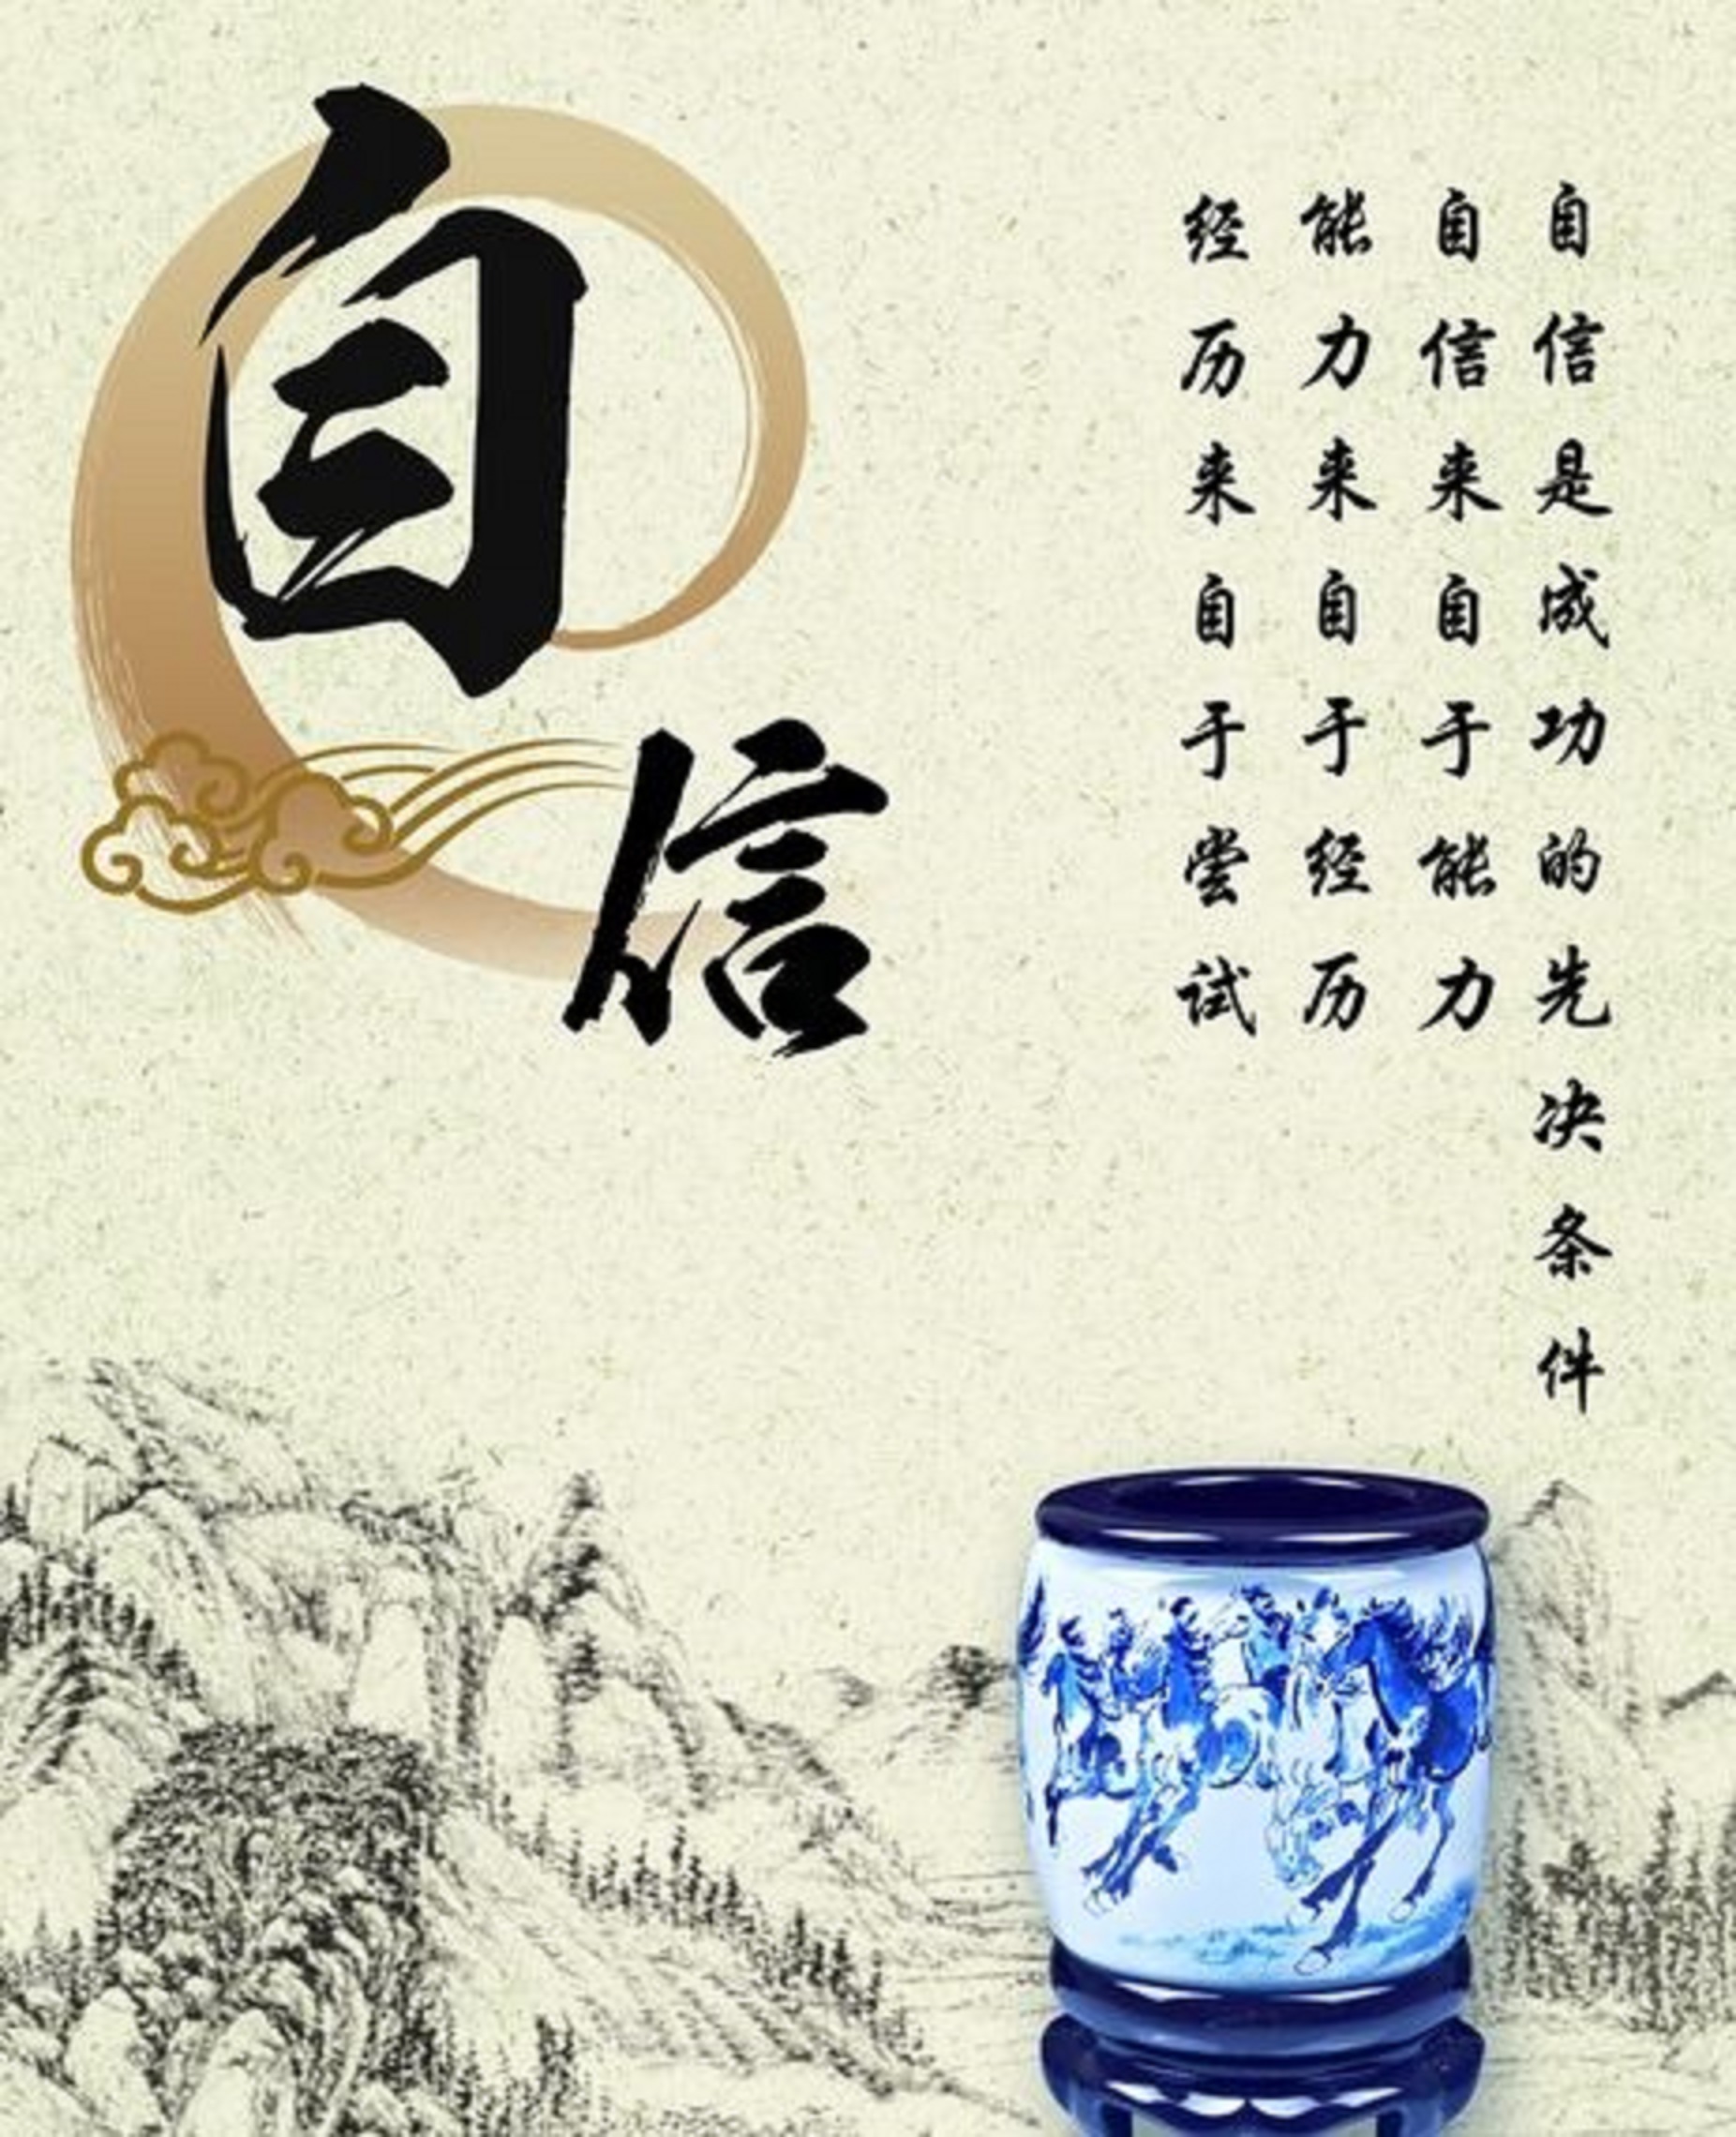 自信
自信是成功的先决条件
自信来自于能力
能力来自于经历
经历来自于尝试